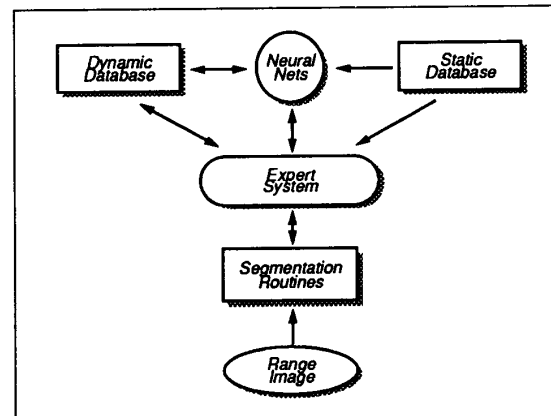 Dynamic
Database
Neural
Nets
Static
Database
Expert
System
Segmentation
Routines
Range
Image